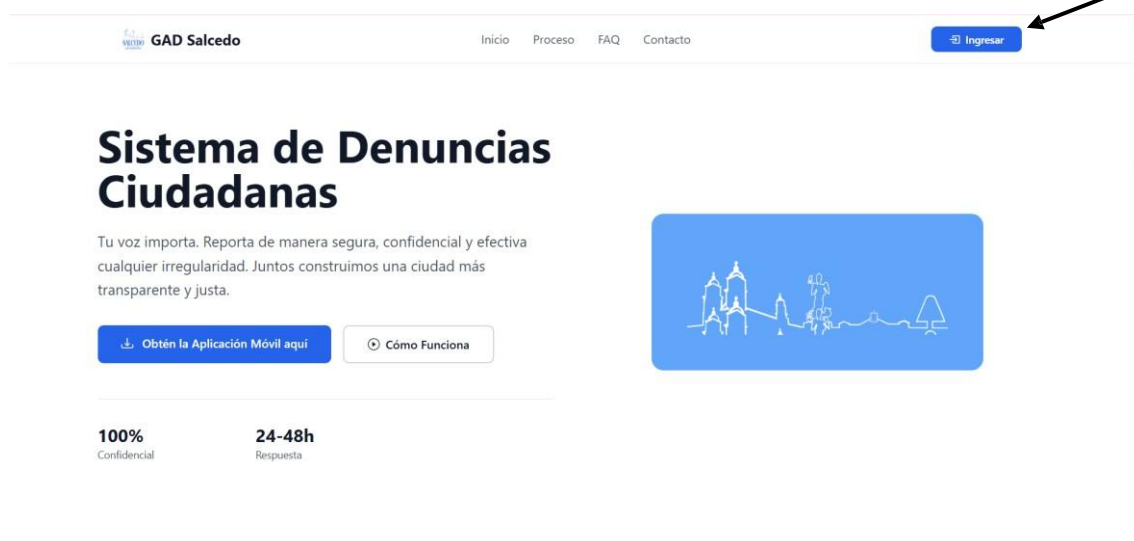 SALCEDO
GAD Salcedo
Inicio Proceso FAQ Contacto
Ingresar
Sistema de Denuncias
Ciudadanas
Tu voz importa. Reporta de manera segura, confidencial y efectiva
cualquier irregularidad. Juntos construimos una ciudad más
transparente y justa.
Obtén la Aplicación Móvil aquí
Cómo Funciona
100%
Confidencial
24-48h
Respuesta